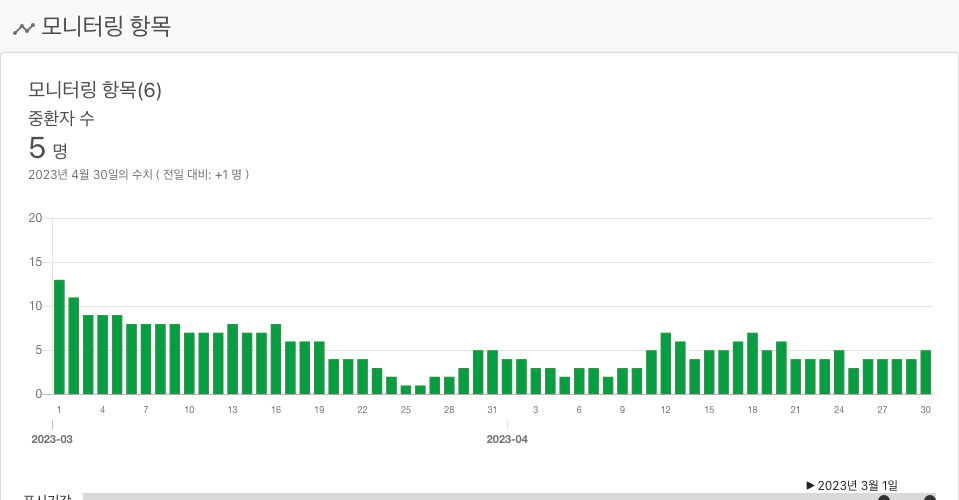 모니터링 항목
모니터링 항목(6)
중환자 수
5 명
2023년 4월 30일의 수치 ( 전일 대비: +1 명 )
20
15
10
5
0
1 4 7 10 13 16 19 22 25 28 31 3 6 9 12 15 18 21 24 27 30
2023-03 2023-04
▶ 2023년 3월 1일
표시기간